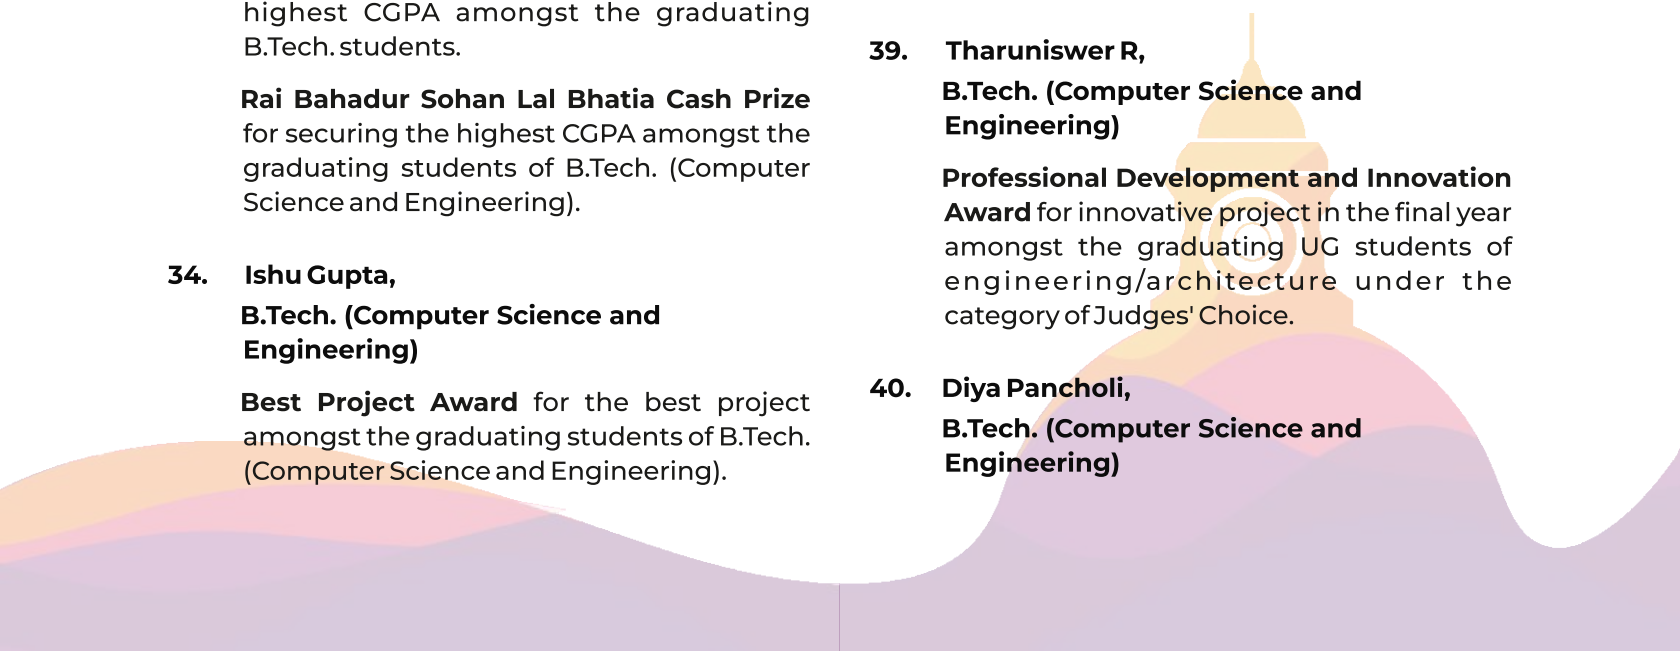 highest CGPA amongst the graduating
B.Tech. students.
Rai Bahadur Sohan Lal Bhatia Cash Prize
for securing the highest CGPA amongst the
graduating students of B.Tech. (Computer
Science and Engineering).
34. Ishu Gupta,
B.Tech. (Computer Science and
Engineering)
Best Project Award for the best project
amongst the graduating students of B.Tech.
(Computer Science and Engineering).
39. Tharuniswer R,
B.Tech. (Computer Science and
Engineering)
Professional Development and Innovation
Award for innovative project in the final year
amongst the graduating UG students of
engineering/architecture under the
category of Judges' Choice.
40. Diya Pancholi,
B.Tech. (Computer Science and
Engineering)